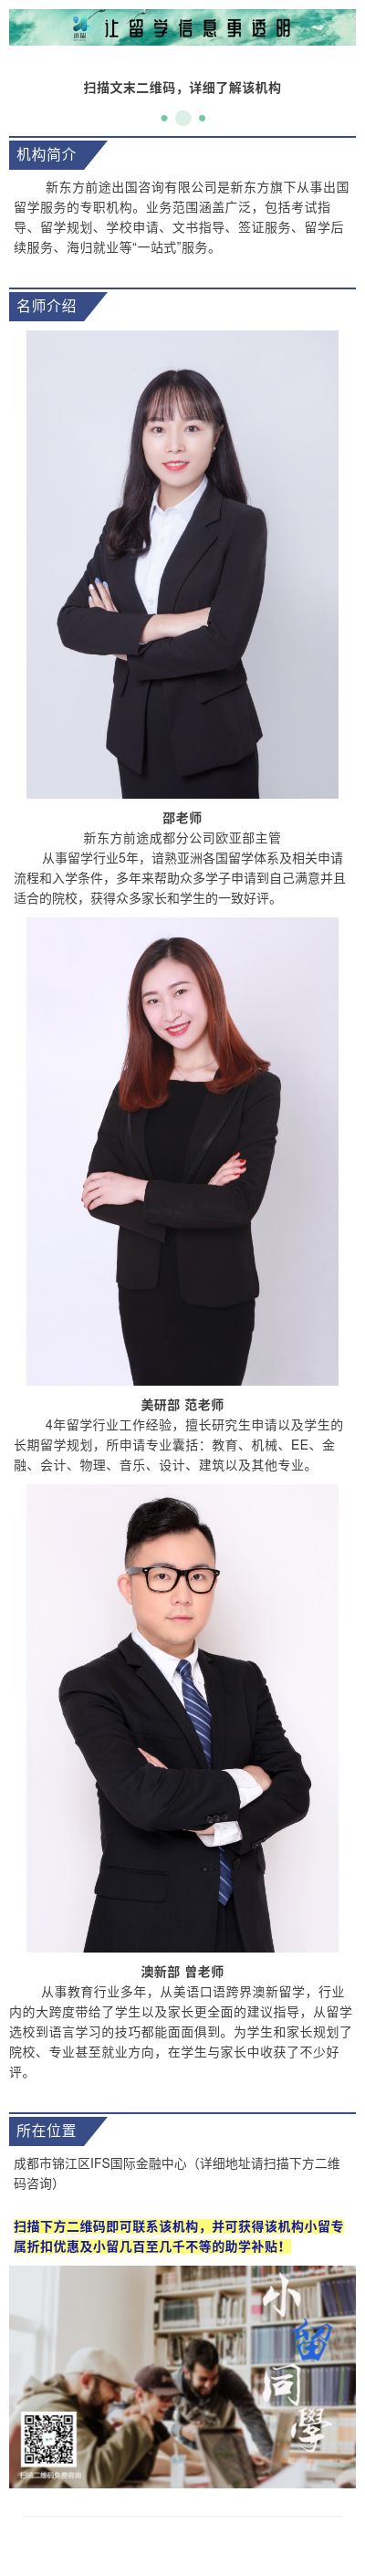 让留学信息更透明
扫描文末二维码，详细了解该机构
机构简介
新东方前途出国咨询有限公司是新东方旗下从事出国
留学服务的专职机构。业务范围涵盖广泛，包括考试指
导、留学规划、学校申请、文书指导、签证服务、留学后
续服务、海归就业等“一站式”服务。
名师介绍
邵老师
新东方前途成都分公司欧亚部主管
从事留学行业5年，谙熟亚洲各国留学体系及相关申请
流程和入学条件，多年来帮助众多学子申请到自己满意并且
适合的院校，获得众多家长和学生的一致好评。
美研部 范老师
4年留学行业工作经验，擅长研究生申请以及学生的
长期留学规划，所申请专业囊括：教育、机械、EE、金
融、会计、物理、音乐、设计、建筑以及其他专业。
澳新部 曾老师
从事教育行业多年，从美语口语跨界澳新留学，行业
内的大跨度带给了学生以及家长更全面的建议指导，从留学
选校到语言学习的技巧都能面面俱到。为学生和家长规划了
院校、专业甚至就业方向，在学生与家长中收获了不少好
评。
所在位置
成都市锦江区IFS国际金融中心（详细地址请扫描下方二维
码咨询）
扫描下方二维码即可联系该机构，并可获得该机构小留专
属折扣优惠及小留几百至几千不等的助学补贴！
小留同學
扫描二维码免费咨询